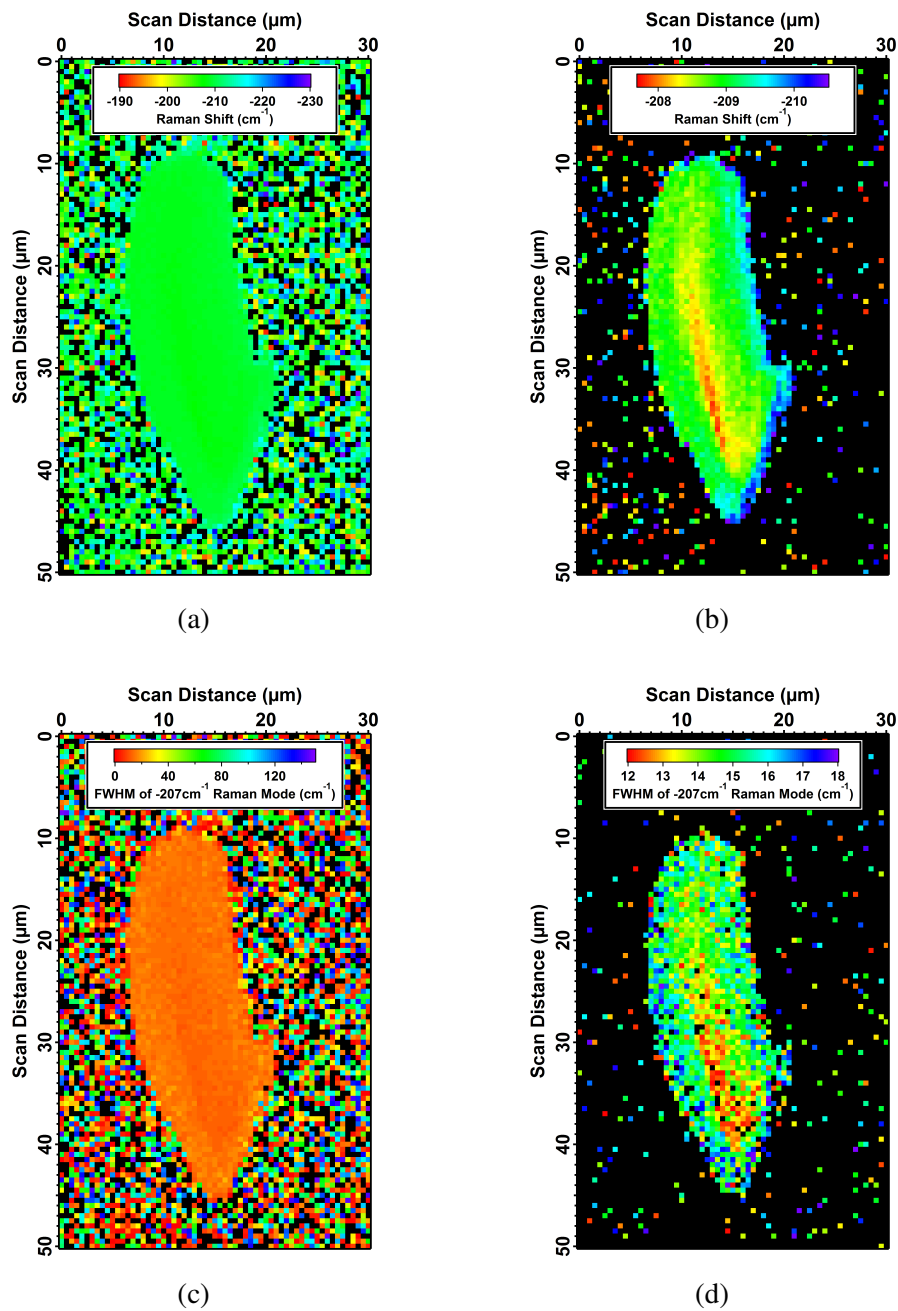 Scan Distance (µm)
0 10 20 30
Scan Distance (µm)
0 10 20 30 40 50
-190 -200 -210 -220 -230
Raman Shift (cm⁻¹)
(a)
Scan Distance (µm)
0 10 20 30
Scan Distance (µm)
0 10 20 30 40 50
-208 -209 -210
Raman Shift (cm⁻¹)
(b)
Scan Distance (µm)
0 10 20 30
Scan Distance (µm)
0 10 20 30 40 50
0 40 80 120
FWHM of -207cm⁻¹ Raman Mode (cm⁻¹)
(c)
Scan Distance (µm)
0 10 20 30
Scan Distance (µm)
0 10 20 30 40 50
12 13 14 15 16 17 18
FWHM of -207cm⁻¹ Raman Mode (cm⁻¹)
(d)